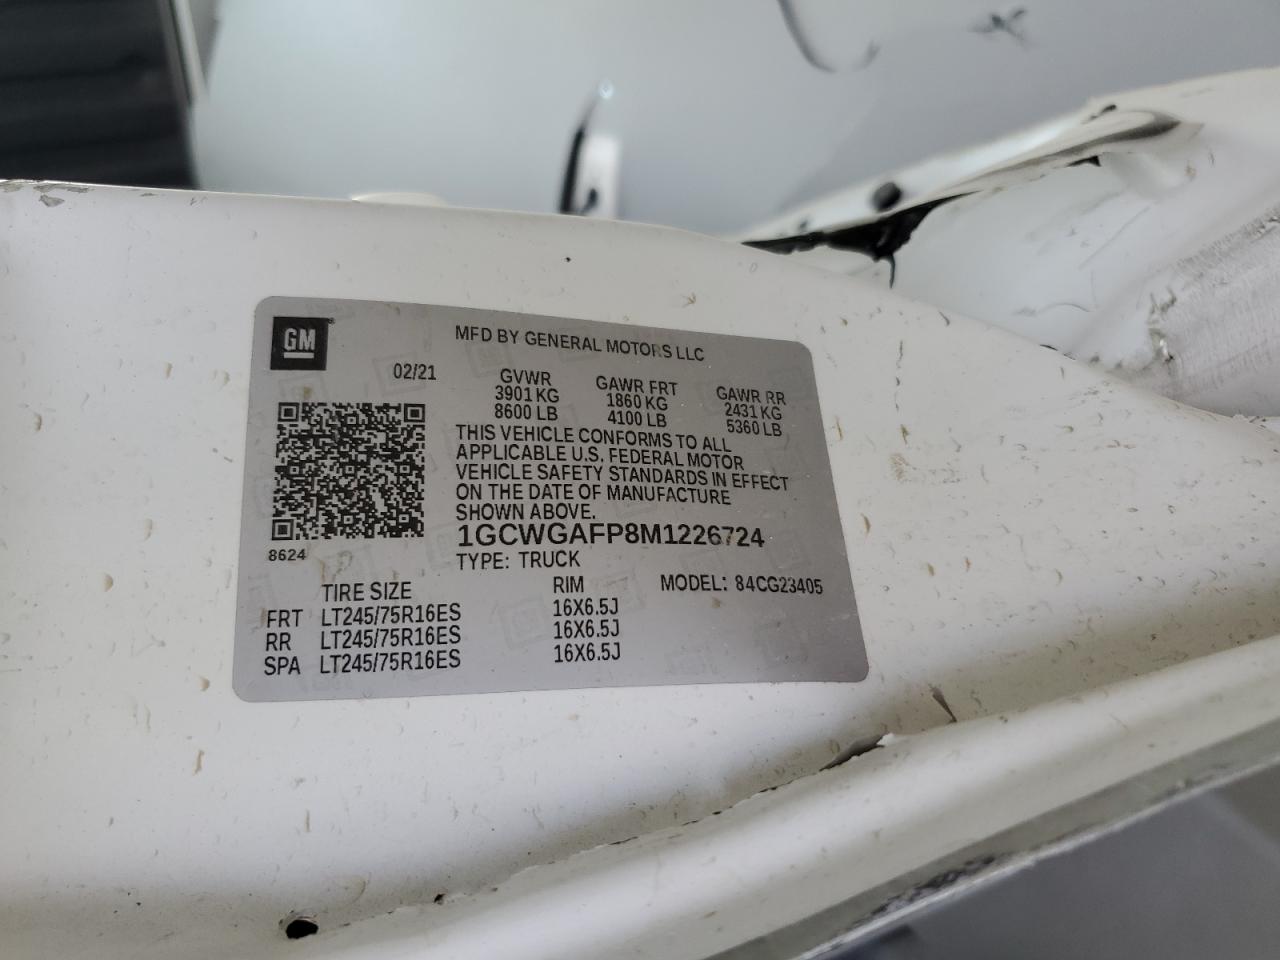 GM
MFD BY GENERAL MOTORS LLC
02/21
GVWR GAWR FRT GAWR RR
3901 KG 1860 KG 2431 KG
8600 LB 4100 LB 5360 LB
THIS VEHICLE CONFORMS TO ALL
APPLICABLE U.S. FEDERAL MOTOR
VEHICLE SAFETY STANDARDS IN EFFECT
ON THE DATE OF MANUFACTURE
SHOWN ABOVE.
1GCWGAFP8M1226724
8624
TYPE: TRUCK
TIRE SIZE RIM MODEL: 84CG23405
FRT LT245/75R16ES 16X6.5J
RR LT245/75R16ES 16X6.5J
SPA LT245/75R16ES 16X6.5J